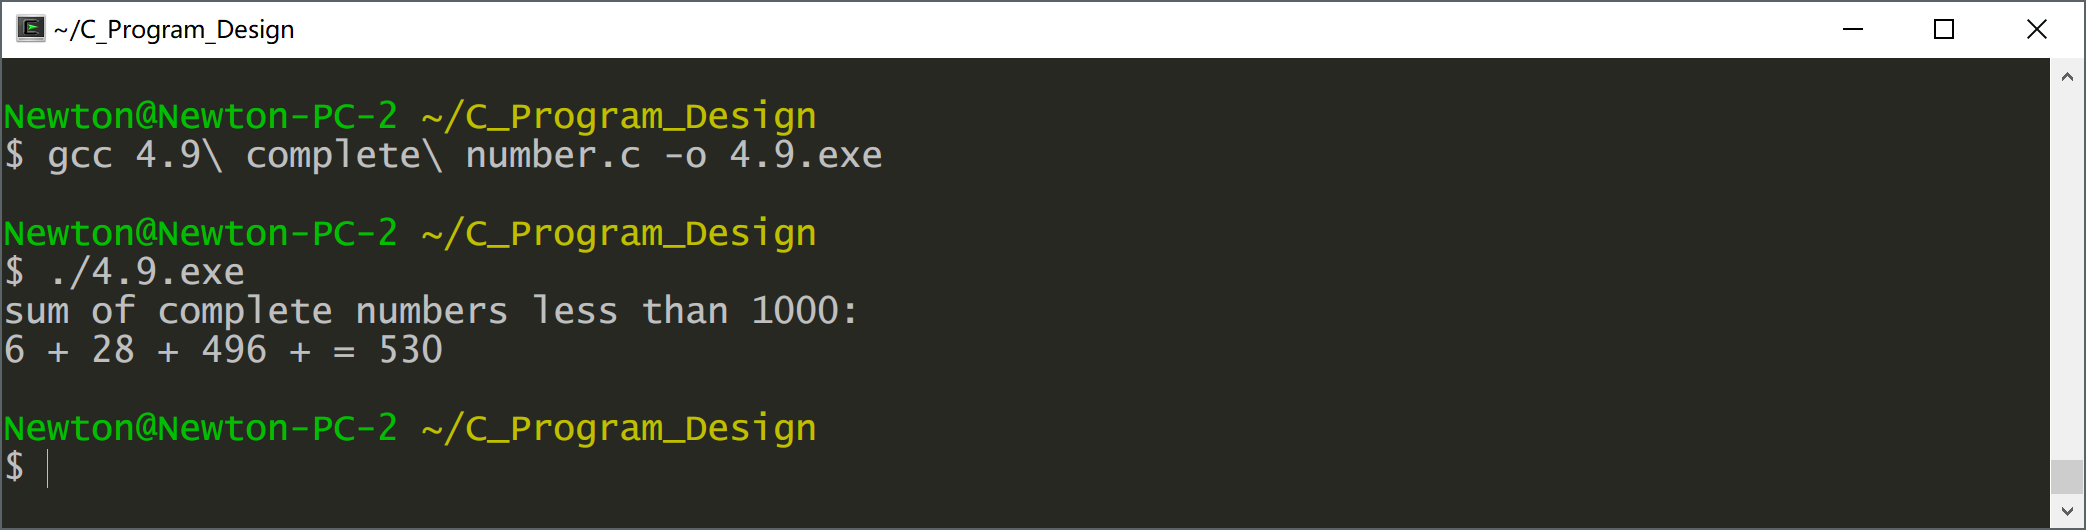 ~/C_Program_Design
Newton@Newton-PC-2 ~/C_Program_Design
$ gcc 4.9\ complete\ number.c -o 4.9.exe
Newton@Newton-PC-2 ~/C_Program_Design
$ ./4.9.exe
sum of complete numbers less than 1000:
6 + 28 + 496 + = 530
Newton@Newton-PC-2 ~/C_Program_Design
$